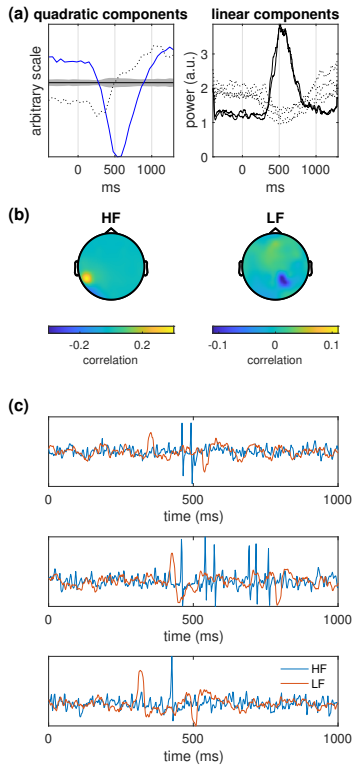 (a) quadratic components linear components
arbitrary scale
0 500 1000
ms
power (a.u.)
3
2
1
0
0 500 1000
ms
(b)
HF LF
-0.2 0.2
correlation
-0.1 0 0.1
correlation
(c)
0 500 1000
time (ms)
0 500 1000
time (ms)
HF
LF
0 500 1000
time (ms)